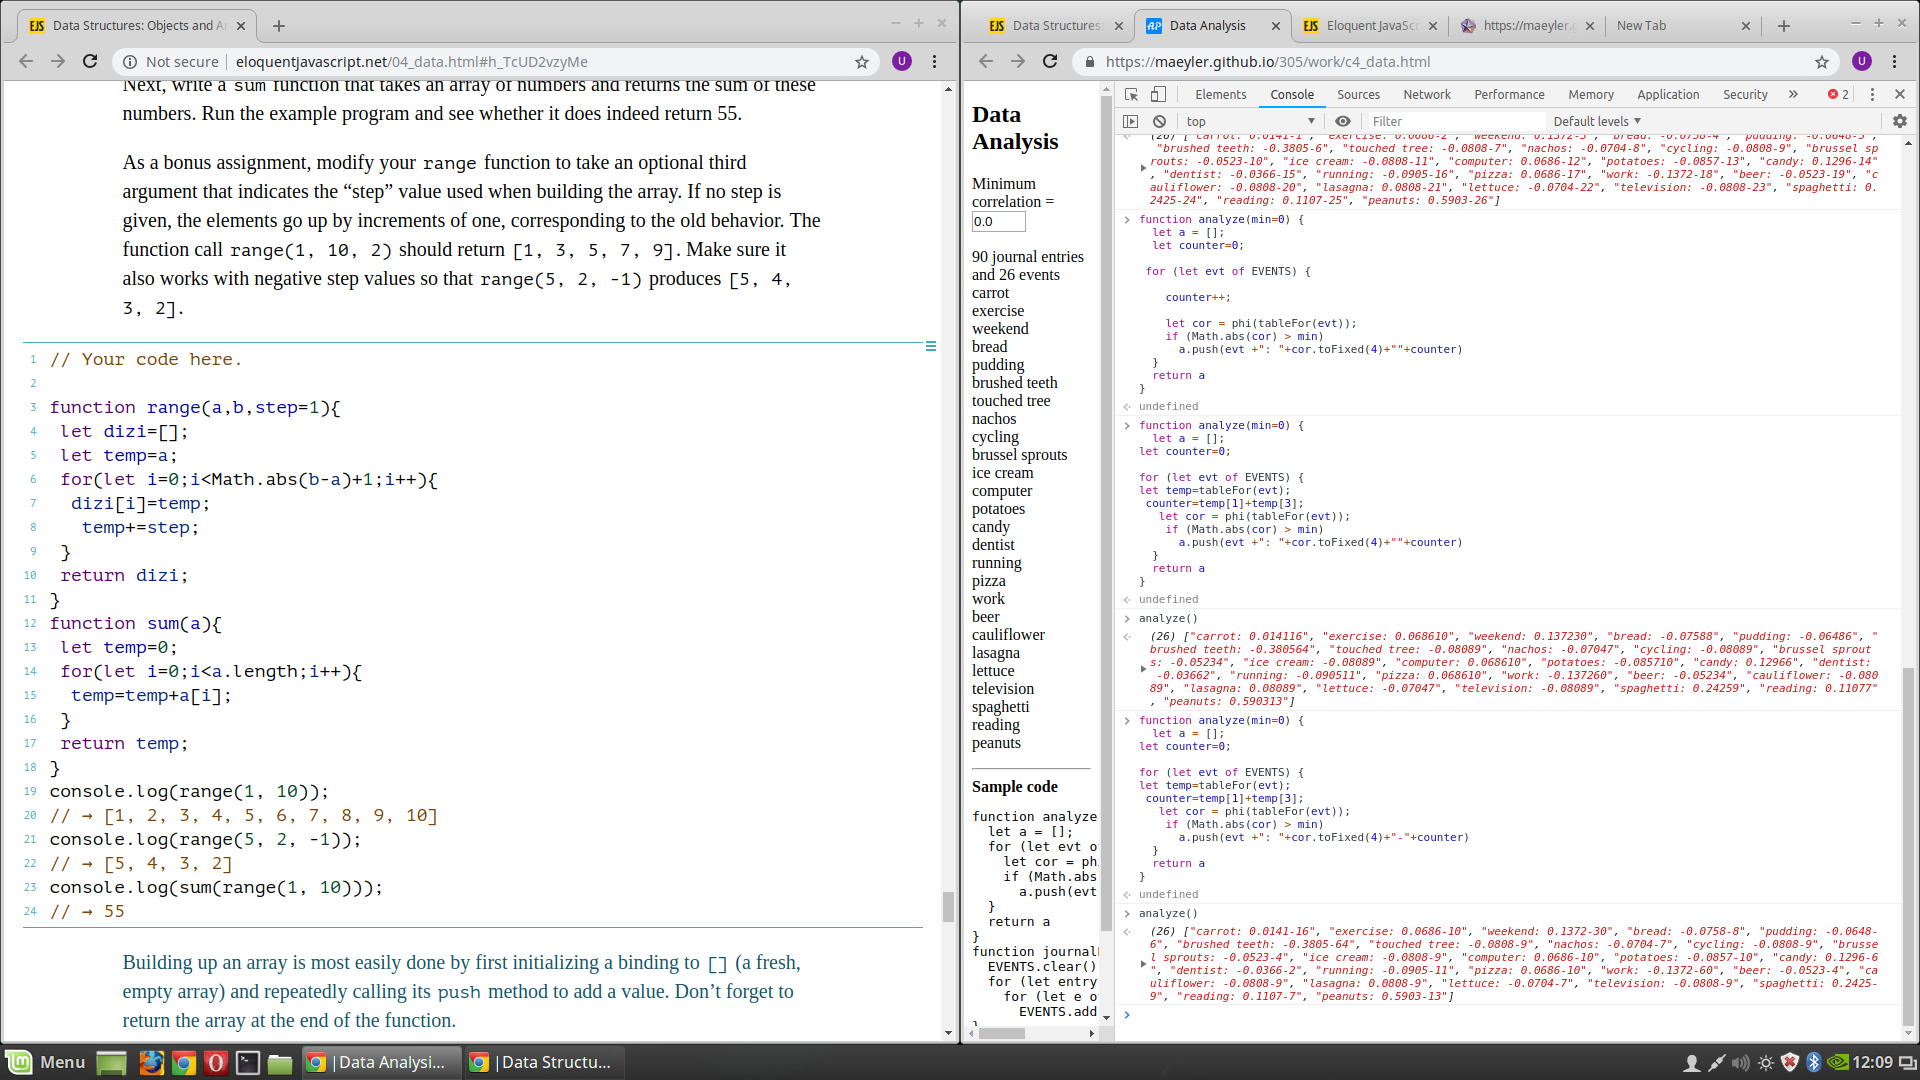 Data Structures: Objects and A
Not secure
eloquentjavascript.net/04_data.html#h_TcUD2vzyMe
U
Next, write a sum function that takes an array of numbers and returns the sum of these
numbers. Run the example program and see whether it does indeed return 55.
As a bonus assignment, modify your range function to take an optional third
argument that indicates the “step” value used when building the array. If no step is
given, the elements go up by increments of one, corresponding to the old behavior. The
function call range(1, 10, 2) should return [1, 3, 5, 7, 9]. Make sure it
also works with negative step values so that range(5, 2, -1) produces [5, 4,
3, 2].
1 // Your code here.
2
3 function range(a,b,step=1){
4 let dizi=[];
5 let temp=a;
6 for(let i=0;i<Math.abs(b-a)+1;i++){
7 dizi[i]=temp;
8 temp+=step;
9 }
10 return dizi;
11 }
12 function sum(a){
13 let temp=0;
14 for(let i=0;i<a.length;i++){
15 temp=temp+a[i];
16 }
17 return temp;
18 }
19 console.log(range(1, 10));
20 // → [1, 2, 3, 4, 5, 6, 7, 8, 9, 10]
21 console.log(range(5, 2, -1));
22 // → [5, 4, 3, 2]
23 console.log(sum(range(1, 10)));
24 // → 55
Building up an array is most easily done by first initializing a binding to [] (a fresh,
empty array) and repeatedly calling its push method to add a value. Don’t forget to
return the array at the end of the function.
Data Structures:
Data Analysis
Eloquent JavaScr
https://maeyler.g
New Tab
https://maeyler.github.io/305/work/c4_data.html
U
Data
Analysis
Minimum
correlation =
0.0
90 journal entries
and 26 events
carrot
exercise
weekend
bread
pudding
brushed teeth
touched tree
nachos
cycling
brussel sprouts
ice cream
computer
potatoes
candy
dentist
running
pizza
work
beer
cauliflower
lasagna
lettuce
television
spaghetti
reading
peanuts
Sample code
function analyze
let a = [];
for (let evt o
let cor = ph
if (Math.abs
a.push(evt
}
return a
}
function journal
EVENTS.clear()
for (let entry
for (let e o
EVENTS.add
Elements Console Sources Network Performance Memory Application Security » 2
top Filter Default levels
(26) ["carrot: 0.0141-1", "exercise: 0.0686-2", "weekend: 0.1372-3", "bread: -0.0758-4", "pudding: -0.0648-5",
"brushed teeth: -0.3805-6", "touched tree: -0.0808-7", "nachos: -0.0704-8", "cycling: -0.0808-9", "brussel sp
routs: -0.0523-10", "ice cream: -0.0808-11", "computer: 0.0686-12", "potatoes: -0.0857-13", "candy: 0.1296-14"
, "dentist: -0.0366-15", "running: -0.0905-16", "pizza: 0.0686-17", "work: -0.1372-18", "beer: -0.0523-19", "c
auliflower: -0.0808-20", "lasagna: 0.0808-21", "lettuce: -0.0704-22", "television: -0.0808-23", "spaghetti: 0.
2425-24", "reading: 0.1107-25", "peanuts: 0.5903-26"]
function analyze(min=0) {
let a = [];
let counter=0;
for (let evt of EVENTS) {
counter++;
let cor = phi(tableFor(evt));
if (Math.abs(cor) > min)
a.push(evt +": "+cor.toFixed(4)+""+counter)
}
return a
}
undefined
function analyze(min=0) {
let a = [];
let counter=0;
for (let evt of EVENTS) {
let temp=tableFor(evt);
counter=temp[1]+temp[3];
let cor = phi(tableFor(evt));
if (Math.abs(cor) > min)
a.push(evt +": "+cor.toFixed(4)+""+counter)
}
return a
}
undefined
analyze()
(26) ["carrot: 0.014116", "exercise: 0.068610", "weekend: 0.137230", "bread: -0.07588", "pudding: -0.06486", "
brushed teeth: -0.380564", "touched tree: -0.08089", "nachos: -0.07047", "cycling: -0.08089", "brussel sprout
s: -0.05234", "ice cream: -0.08089", "computer: 0.068610", "potatoes: -0.085710", "candy: 0.12966", "dentist:
-0.03662", "running: -0.090511", "pizza: 0.068610", "work: -0.137260", "beer: -0.05234", "cauliflower: -0.080
89", "lasagna: 0.08089", "lettuce: -0.07047", "television: -0.08089", "spaghetti: 0.24259", "reading: 0.11077"
, "peanuts: 0.590313"]
function analyze(min=0) {
let a = [];
let counter=0;
for (let evt of EVENTS) {
let temp=tableFor(evt);
counter=temp[1]+temp[3];
let cor = phi(tableFor(evt));
if (Math.abs(cor) > min)
a.push(evt +": "+cor.toFixed(4)+"-"+counter)
}
return a
}
undefined
analyze()
(26) ["carrot: 0.0141-16", "exercise: 0.0686-10", "weekend: 0.1372-30", "bread: -0.0758-8", "pudding: -0.0648-
6", "brushed teeth: -0.3805-64", "touched tree: -0.0808-9", "nachos: -0.0704-7", "cycling: -0.0808-9", "brusse
l sprouts: -0.0523-4", "ice cream: -0.0808-9", "computer: 0.0686-10", "potatoes: -0.0857-10", "candy: 0.1296-6
", "dentist: -0.0366-2", "running: -0.0905-11", "pizza: 0.0686-10", "work: -0.1372-60", "beer: -0.0523-4", "ca
uliflower: -0.0808-9", "lasagna: 0.0808-9", "lettuce: -0.0704-7", "television: -0.0808-9", "spaghetti: 0.2425-
9", "reading: 0.1107-7", "peanuts: 0.5903-13"]
Menu
|Data Analysi...
|Data Structu...
12:09